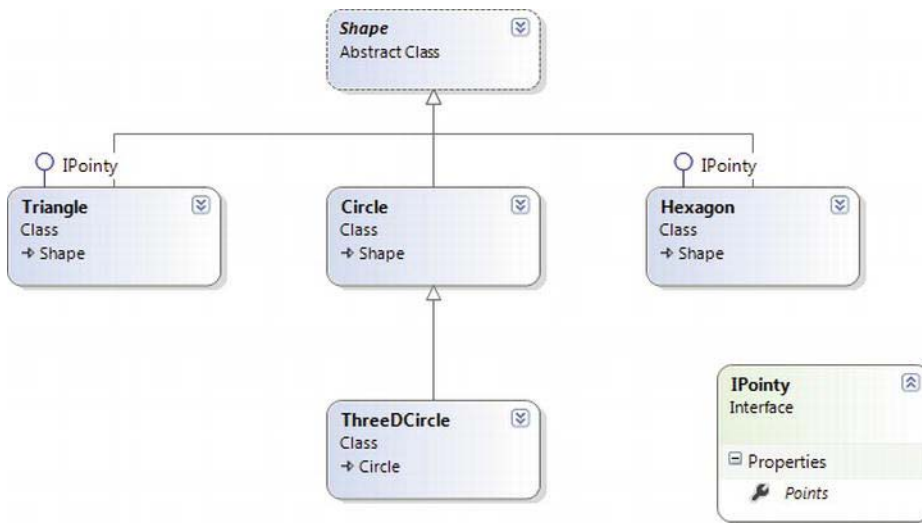 Shape
Abstract Class
IPointy
IPointy
Triangle
Class
Shape
Circle
Class
Shape
Hexagon
Class
Shape
ThreeDCircle
Class
Circle
IPointy
Interface
Properties
Points